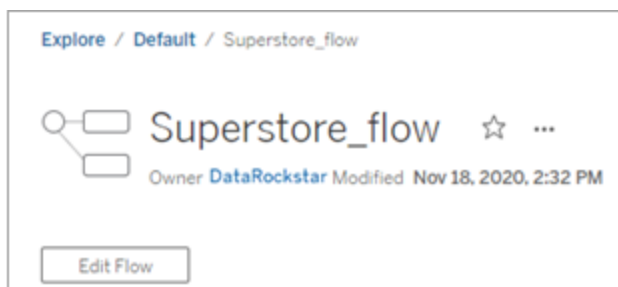 Explore / Default / Superstore_flow
Superstore_flow
Owner DataRockstar Modified Nov 18, 2020, 2:32 PM
Edit Flow